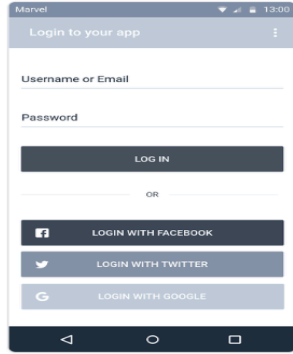 Marvel 13:00
Login to your app
Username or Email
Password
LOG IN
OR
LOGIN WITH FACEBOOK
LOGIN WITH TWITTER
G LOGIN WITH GOOGLE